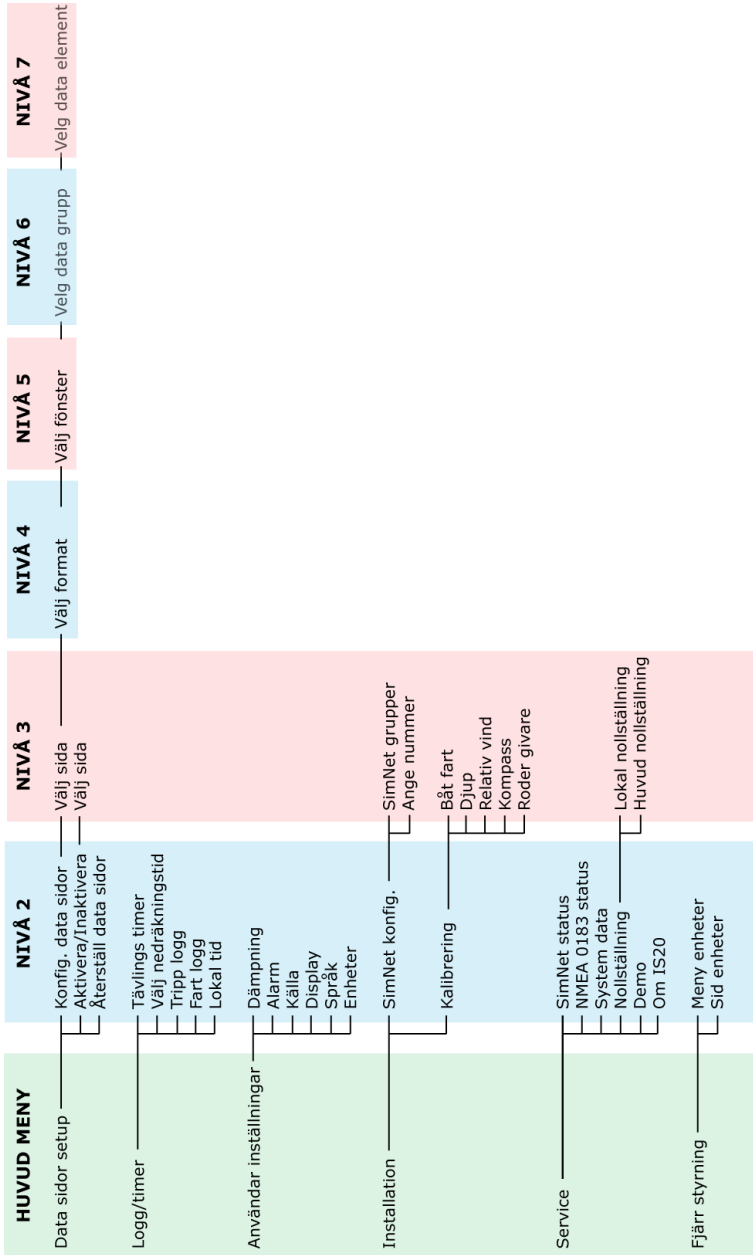 HUVUD MENY
NIVÅ 2
NIVÅ 3
NIVÅ 4
NIVÅ 5
NIVÅ 6
NIVÅ 7
Data sidor setup
Konfig. data sidor
Välj sida
Välj format
Välj fönster
Velg data grupp
Velg data element
Aktivera/Inaktivera
Välj sida
Återställ data sidor
Logg/timer
Tävlings timer
Välj nedräkningstid
Tripp logg
Fart logg
Lokal tid
Användar inställningar
Dämpning
Alarm
Källa
Display
Språk
Enheter
Installation
SimNet konfig.
SimNet grupper
Ange nummer
Kalibrering
Båt fart
Djup
Relativ vind
Kompass
Roder givare
Service
SimNet status
NMEA 0183 status
System data
Nollställning
Lokal nollställning
Huvud nollställning
Demo
Om IS20
Fjärr styrning
Meny enheter
Sid enheter